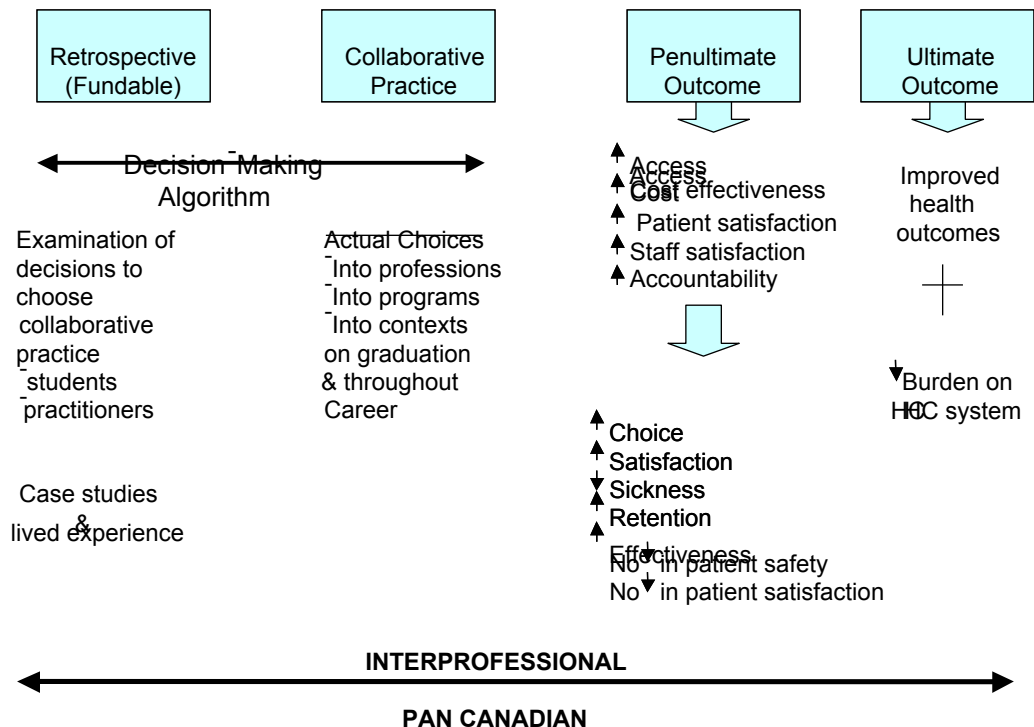 Retrospective
(Fundable)
Collaborative
Practice
Penultimate
Outcome
Ultimate
Outcome
Decision-Making
Algorithm
Examination of
decisions to
choose
collaborative
practice
-students
-practitioners
Case studies
&
lived experience
Actual Choices
-Into professions
-Into programs
-Into contexts
on graduation
& throughout
Career
↑ Access
↑ Cost effectiveness
↑ Patient satisfaction
↑ Staff satisfaction
↑ Accountability
↑ Choice
↑ Satisfaction
↓ Sickness
↑ Retention
↑ Effectiveness
No ↓ in patient safety
No ↓ in patient satisfaction
Improved
health
outcomes
+
↓ Burden on
HC system
INTERPROFESSIONAL
PAN CANADIAN